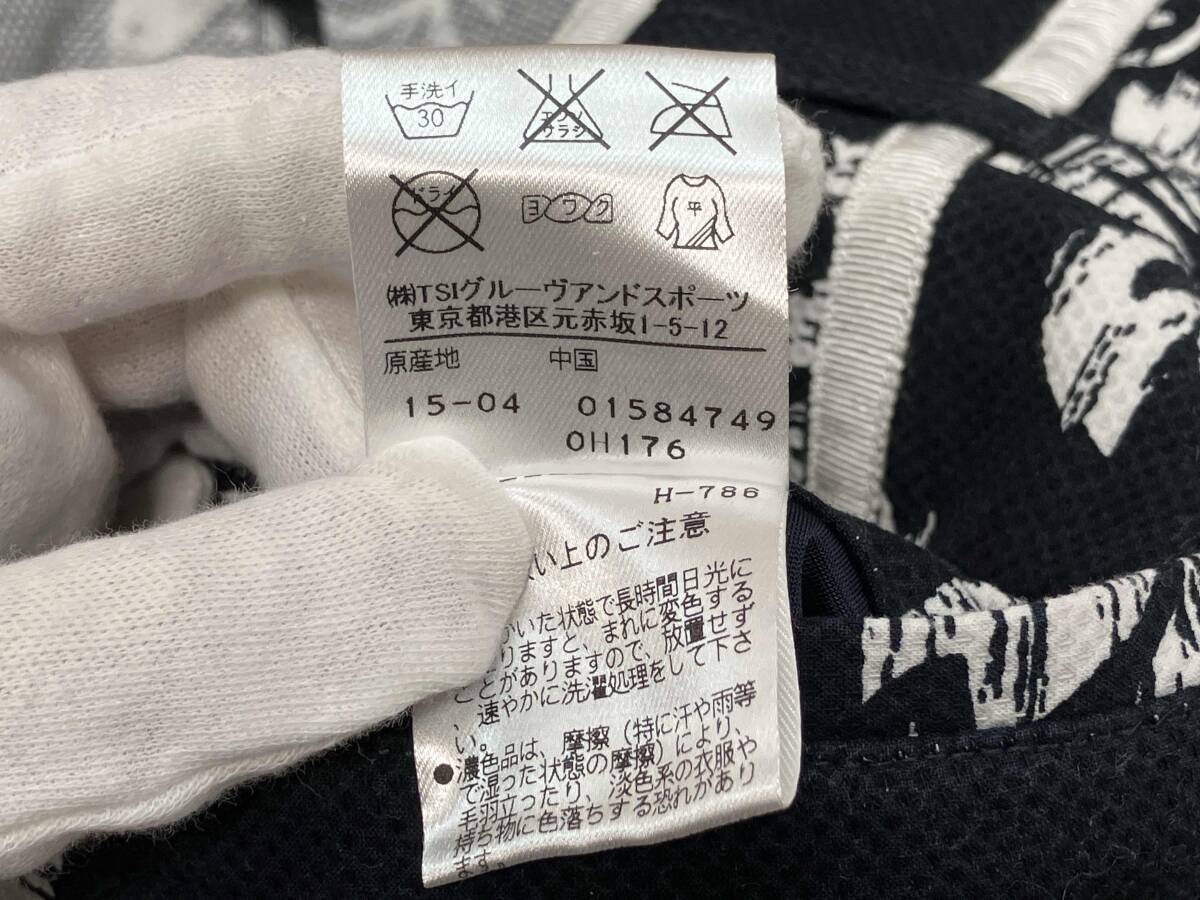 手洗イ
30
エンソ
サラシ
ドライ
ヨワク
平
㈱TSIグルーヴアンドスポーツ
東京都港区元赤坂1-5-12
原産地 中国
15-04 01584749
0H176
H-786
い上のご注意
いた状態で長時間日光に
りますと、まれに変色する
ことがありますので、放置せず
、速やかに洗濯処理をして下さ
い。
●濃色品は、摩擦（特に汗や雨等
で湿った状態の摩擦）により、
毛羽立ったり、淡色系の衣服や
持ち物に色落ちする恐れがあり
ます。